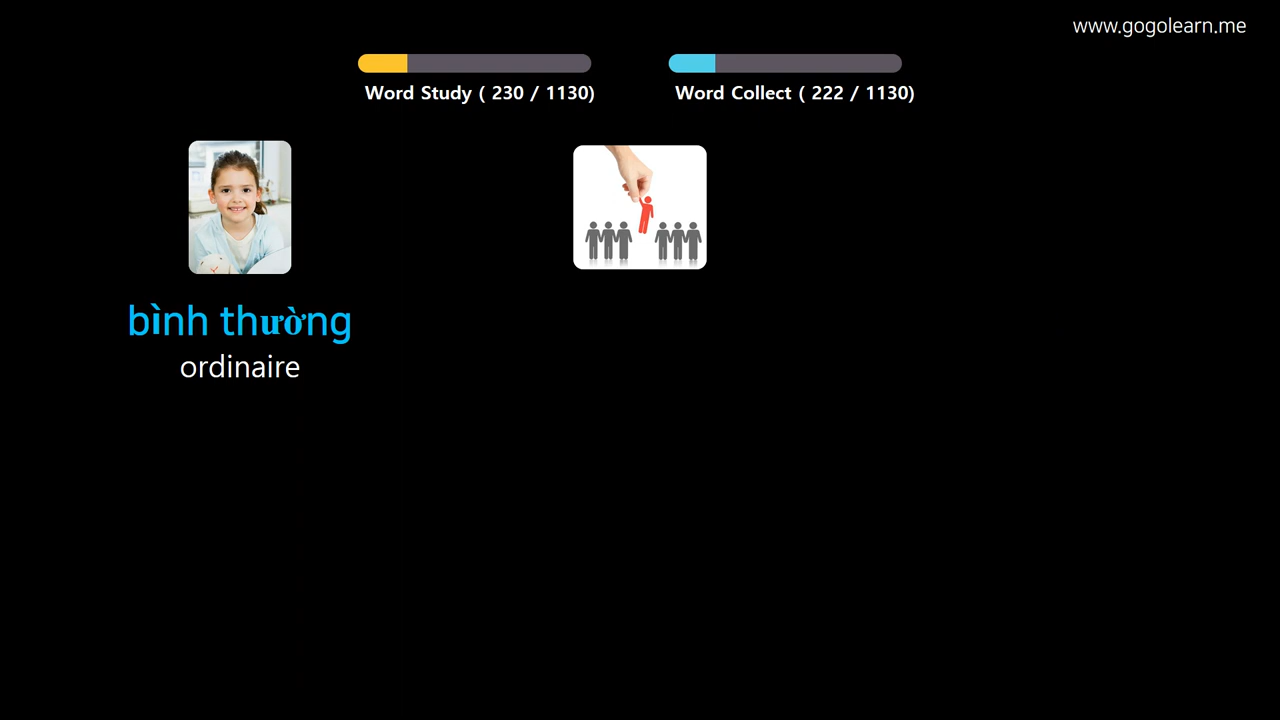 www.gogolearn.me
Word Study ( 230 / 1130)
Word Collect ( 222 / 1130)
bình thường
ordinaire